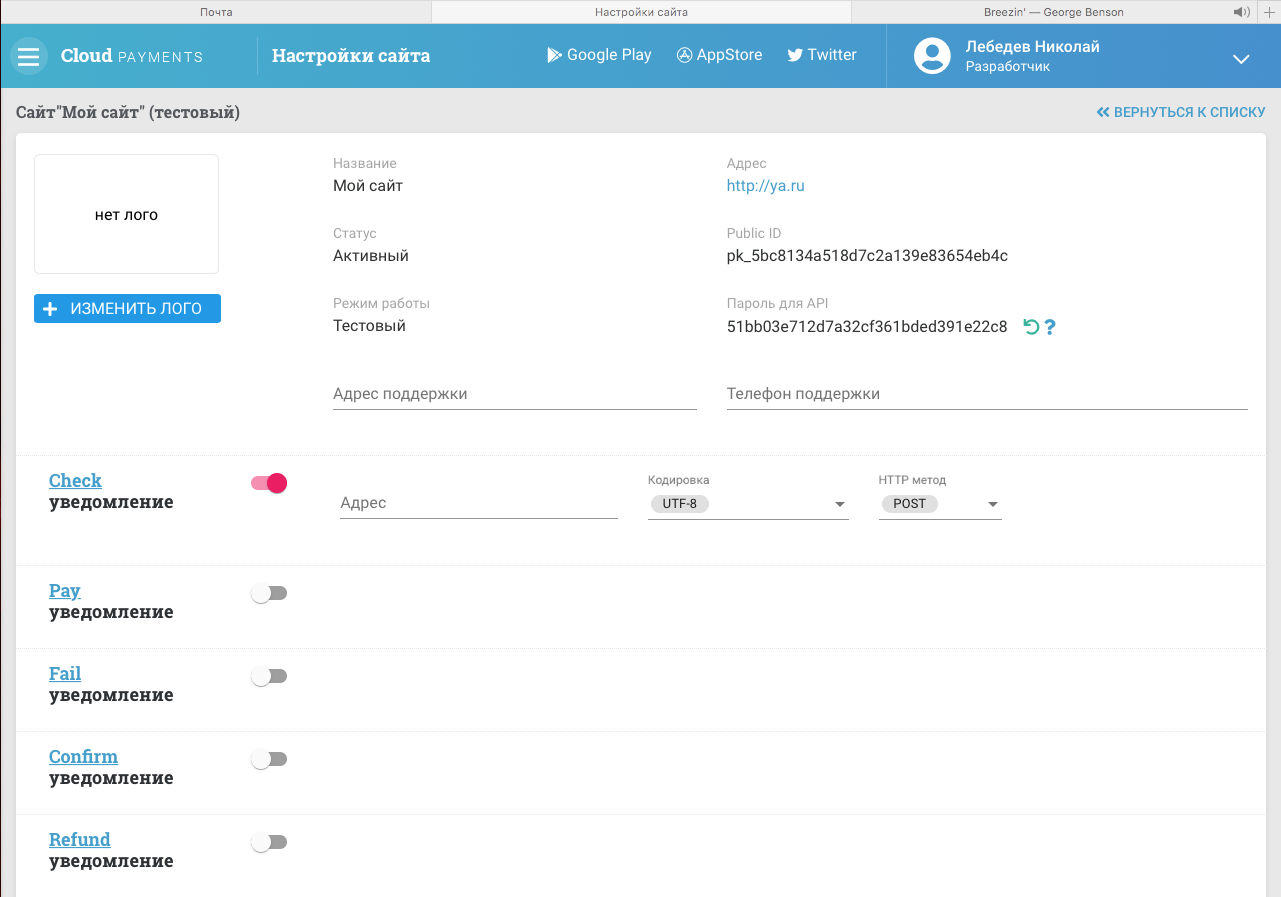 Почта
Настройки сайта
Breezin' — George Benson
Cloud PAYMENTS
Настройки сайта
Google Play
AppStore
Twitter
Лебедев Николай
Разработчик
Сайт"Мой сайт" (тестовый)
ВЕРНУТЬСЯ К СПИСКУ
нет лого
ИЗМЕНИТЬ ЛОГО
Название
Мой сайт
Адрес
http://ya.ru
Статус
Активный
Public ID
pk_5bc8134a518d7c2a139e83654eb4c
Режим работы
Тестовый
Пароль для API
51bb03e712d7a32cf361bded391e22c8 ?
Адрес поддержки
Телефон поддержки
Check
уведомление
Адрес
Кодировка
UTF-8
HTTP метод
POST
Pay
уведомление
Fail
уведомление
Confirm
уведомление
Refund
уведомление